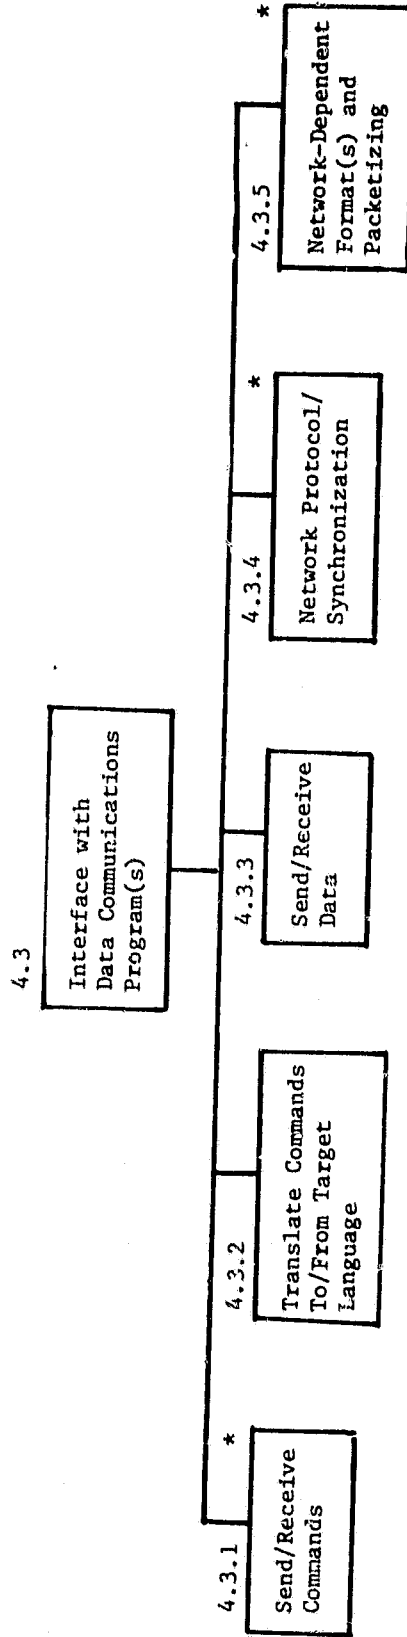 4.3
Interface with
Data Communications
Program(s)
4.3.1
*
Send/Receive
Commands
4.3.2
Translate Commands
To/From Target
Language
4.3.3
Send/Receive
Data
4.3.4
*
Network Protocol/
Synchronization
4.3.5
*
Network-Dependent
Format(s) and
Packetizing